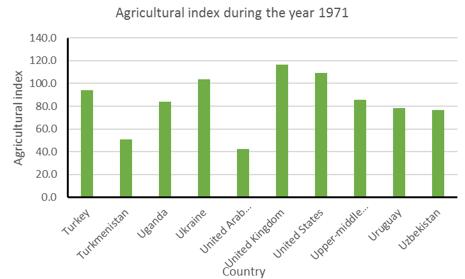 Agricultural index during the year 1971
140.0
120.0
100.0
80.0
60.0
40.0
20.0
0.0
Agricultural index
Turkey
Turkmenistan
Uganda
Ukraine
United Arab...
United Kingdom
United States
Upper-middle...
Uruguay
Uzbekistan
Country